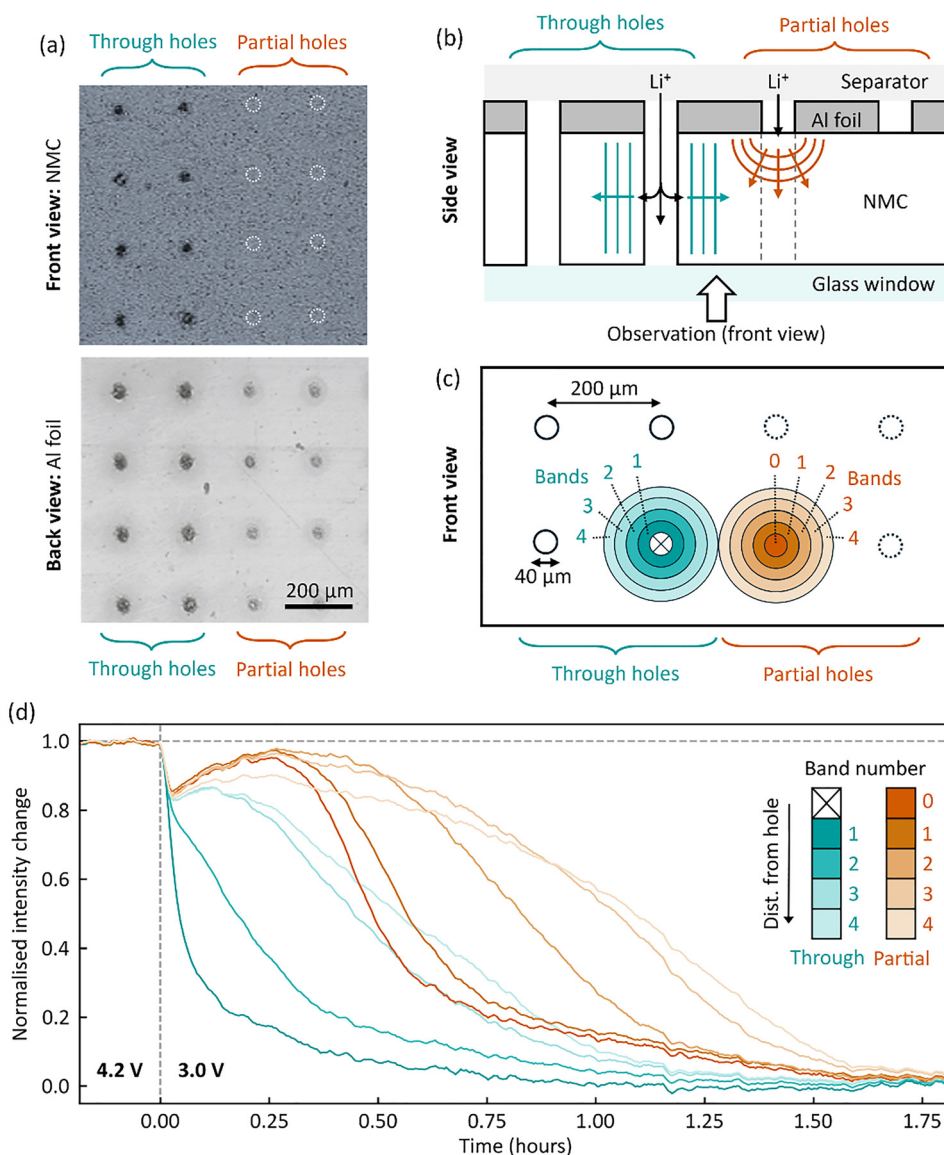 (a)
Through holes Partial holes
Front view: NMC
Back view: Al foil
200 μm
Through holes Partial holes
(b)
Through holes Partial holes
Side view
Li⁺ Li⁺ Separator
Al foil
NMC
Glass window
Observation (front view)
(c)
Front view
200 μm
1 0 1
Bands 2 2 Bands
3 3
4 4
40 μm
Through holes Partial holes
(d)
Normalised intensity change
1.0
0.8
0.6
0.4
0.2
0.0
4.2 V 3.0 V
0.00 0.25 0.50 0.75 1.00 1.25 1.50 1.75
Time (hours)
Band number
Dist. from hole
0
1 1
2 2
3 3
4 4
Through Partial